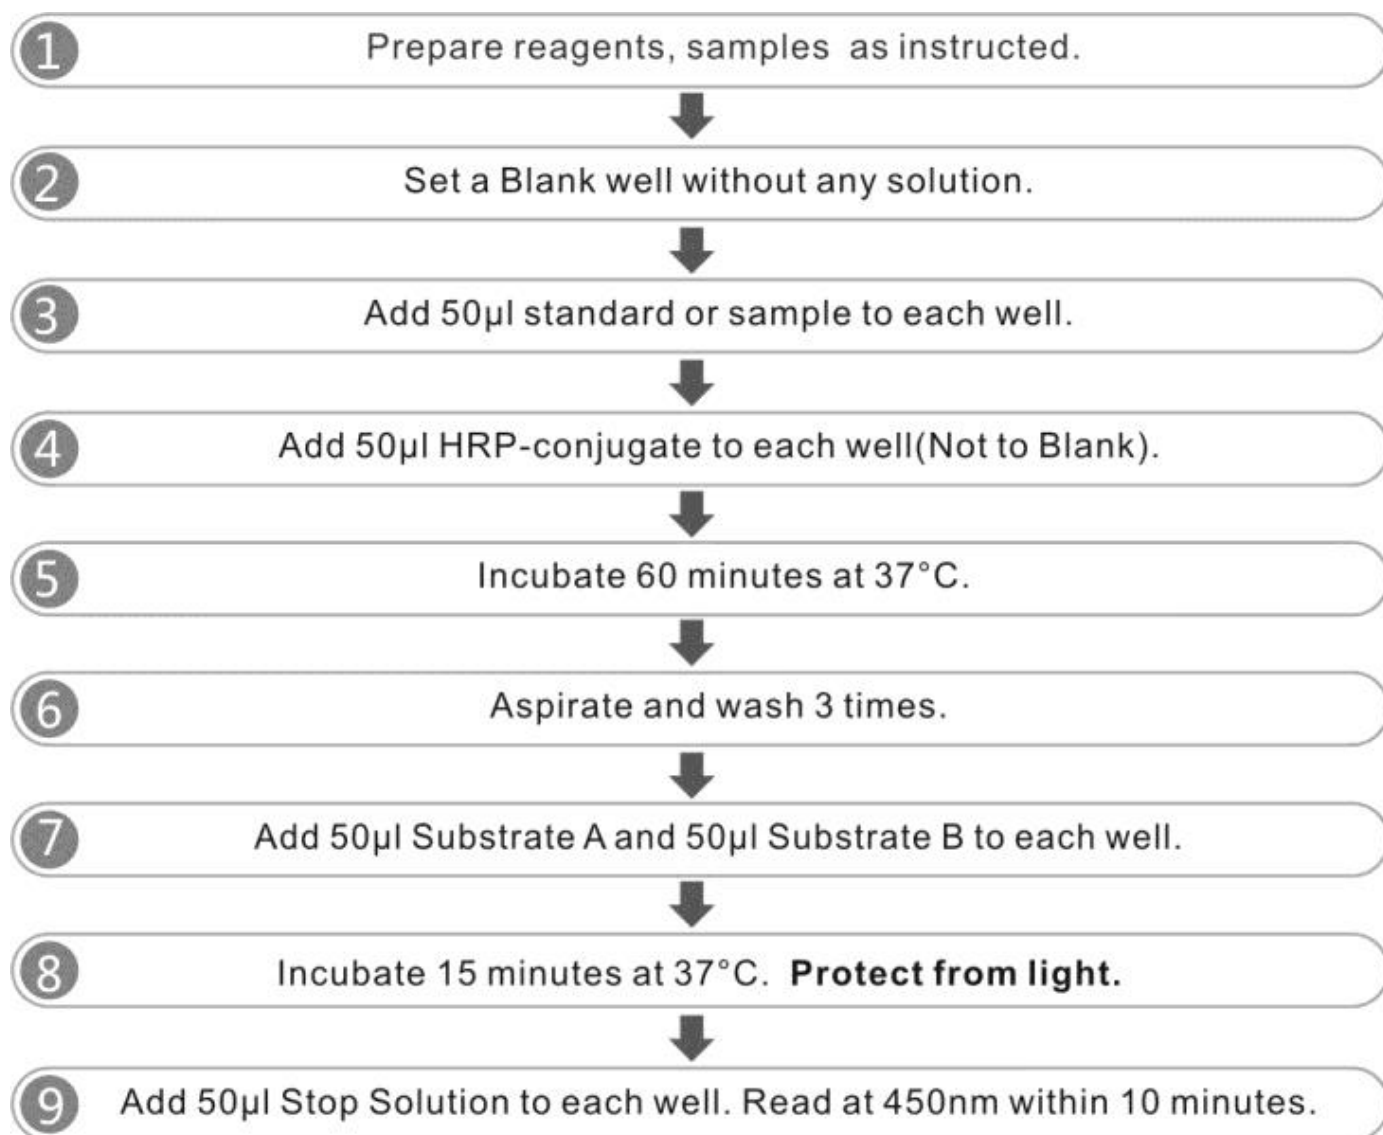 1 Prepare reagents, samples as instructed.
2 Set a Blank well without any solution.
3 Add 50µl standard or sample to each well.
4 Add 50µl HRP-conjugate to each well(Not to Blank).
5 Incubate 60 minutes at 37°C.
6 Aspirate and wash 3 times.
7 Add 50µl Substrate A and 50µl Substrate B to each well.
8 Incubate 15 minutes at 37°C. Protect from light.
9 Add 50µl Stop Solution to each well. Read at 450nm within 10 minutes.